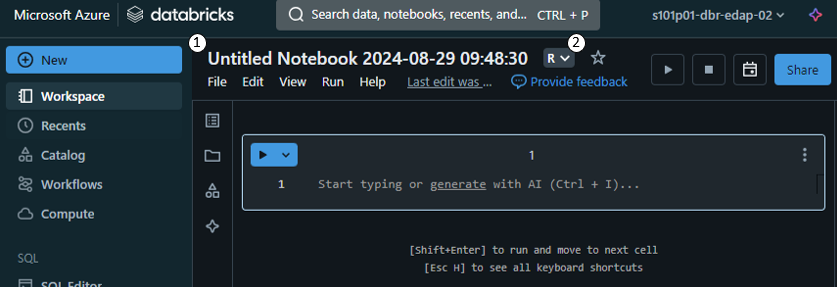 Microsoft Azure databricks Search data, notebooks, recents, and... CTRL + P s101p01-dbr-edap-02
1 2
New Untitled Notebook 2024-08-29 09:48:30 R
File Edit View Run Help Last edit was ... Provide feedback Share
Workspace
Recents
Catalog
Workflows
Compute
SQL
SQL Editor
1
1 Start typing or generate with AI (Ctrl + I)...
[Shift+Enter] to run and move to next cell
[Esc H] to see all keyboard shortcuts